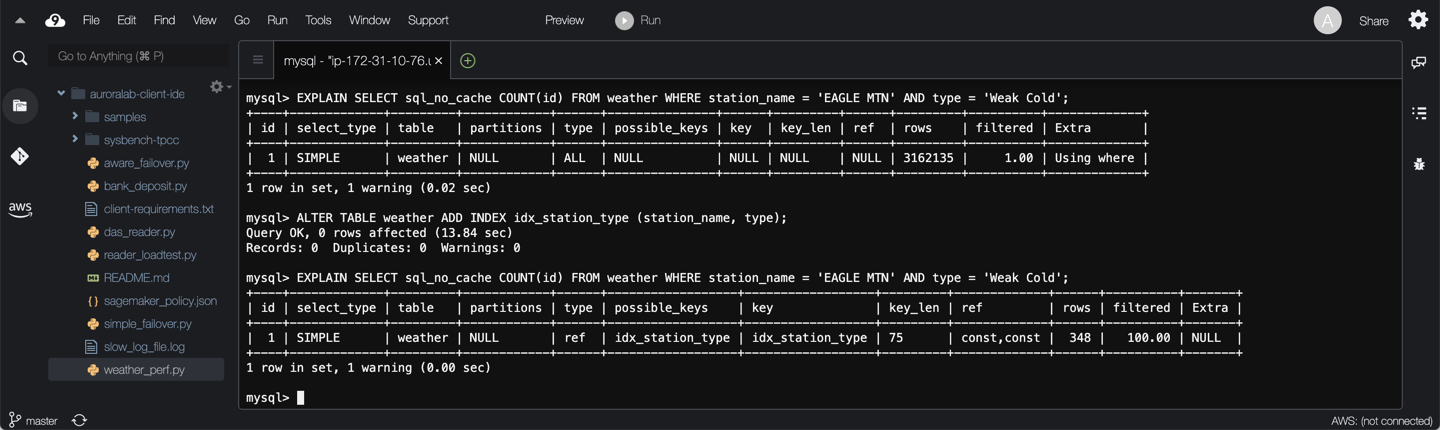 9 File Edit Find View Go Run Tools Window Support Preview Run A Share
Go to Anything (⌘ P)
mysql - "ip-172-31-10-76.u ×
auroralab-client-ide
samples
sysbench-tpcc
aware_failover.py
bank_deposit.py
client-requirements.txt
das_reader.py
reader_loadtest.py
README.md
sagemaker_policy.json
simple_failover.py
slow_log_file.log
weather_perf.py
aws
mysql> EXPLAIN SELECT sql_no_cache COUNT(id) FROM weather WHERE station_name = 'EAGLE MTN' AND type = 'Weak Cold';
+----+-------------+---------+------------+------+---------------+------+---------+------+---------+----------+-------------+
| id | select_type | table   | partitions | type | possible_keys | key  | key_len | ref  | rows    | filtered | Extra       |
+----+-------------+---------+------------+------+---------------+------+---------+------+---------+----------+-------------+
|  1 | SIMPLE      | weather | NULL       | ALL  | NULL          | NULL | NULL    | NULL | 3162135 |     1.00 | Using where |
+----+-------------+---------+------------+------+---------------+------+---------+------+---------+----------+-------------+
1 row in set, 1 warning (0.02 sec)
mysql> ALTER TABLE weather ADD INDEX idx_station_type (station_name, type);
Query OK, 0 rows affected (13.84 sec)
Records: 0  Duplicates: 0  Warnings: 0
mysql> EXPLAIN SELECT sql_no_cache COUNT(id) FROM weather WHERE station_name = 'EAGLE MTN' AND type = 'Weak Cold';
+----+-------------+---------+------------+------+------------------+------------------+---------+-------------+------+----------+-------+
| id | select_type | table   | partitions | type | possible_keys    | key              | key_len | ref         | rows | filtered | Extra |
+----+-------------+---------+------------+------+------------------+------------------+---------+-------------+------+----------+-------+
|  1 | SIMPLE      | weather | NULL       | ref  | idx_station_type | idx_station_type | 75      | const,const |  348 |   100.00 | NULL  |
+----+-------------+---------+------------+------+------------------+------------------+---------+-------------+------+----------+-------+
1 row in set, 1 warning (0.00 sec)
mysql>
master
AWS: (not connected)